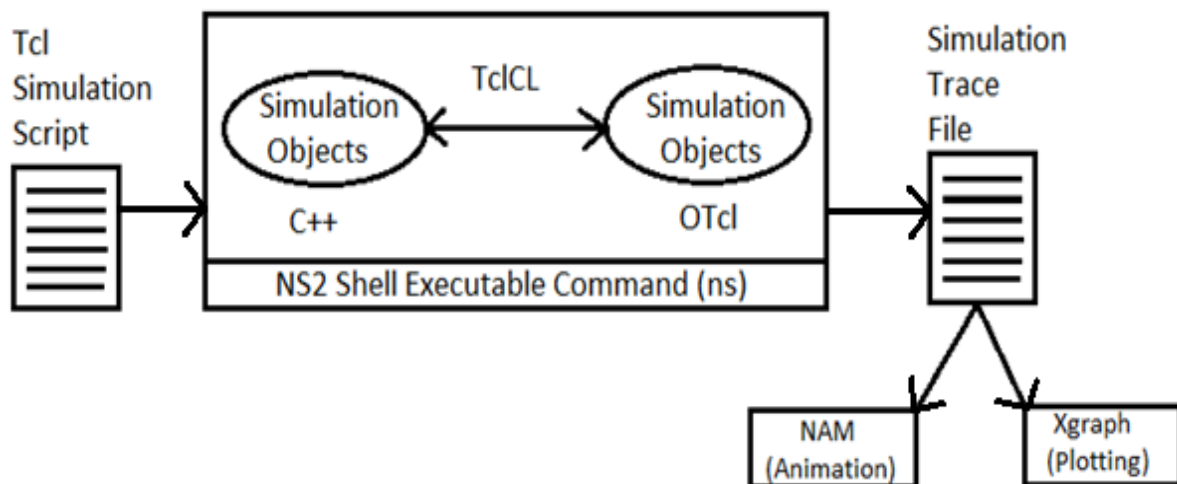 Tcl
Simulation
Script
Simulation
Objects
C++
TclCL
Simulation
Objects
OTcl
NS2 Shell Executable Command (ns)
Simulation
Trace
File
NAM
(Animation)
Xgraph
(Plotting)